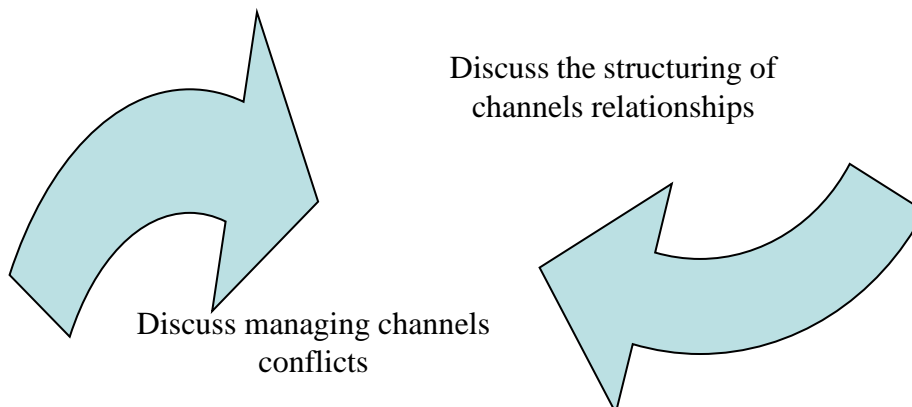 Discuss the structuring of
channels relationships
Discuss managing channels
conflicts